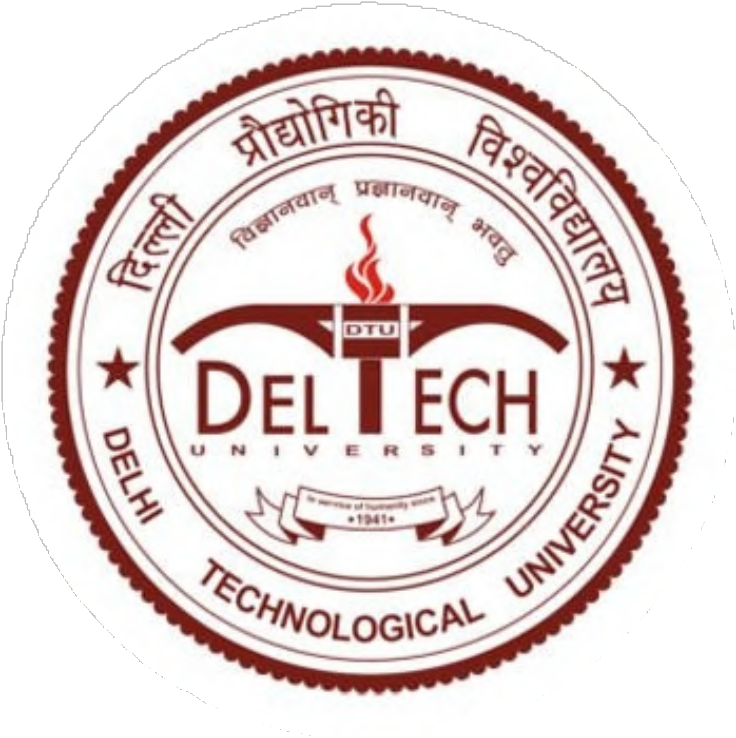 दिल्ली प्रौद्योगिकी विश्वविद्यालय
विज्ञानवान् प्रज्ञानवान् भवतु
DTU
DELTECH
UNIVERSITY
In service of humanity since
★1941★
DELHI TECHNOLOGICAL UNIVERSITY